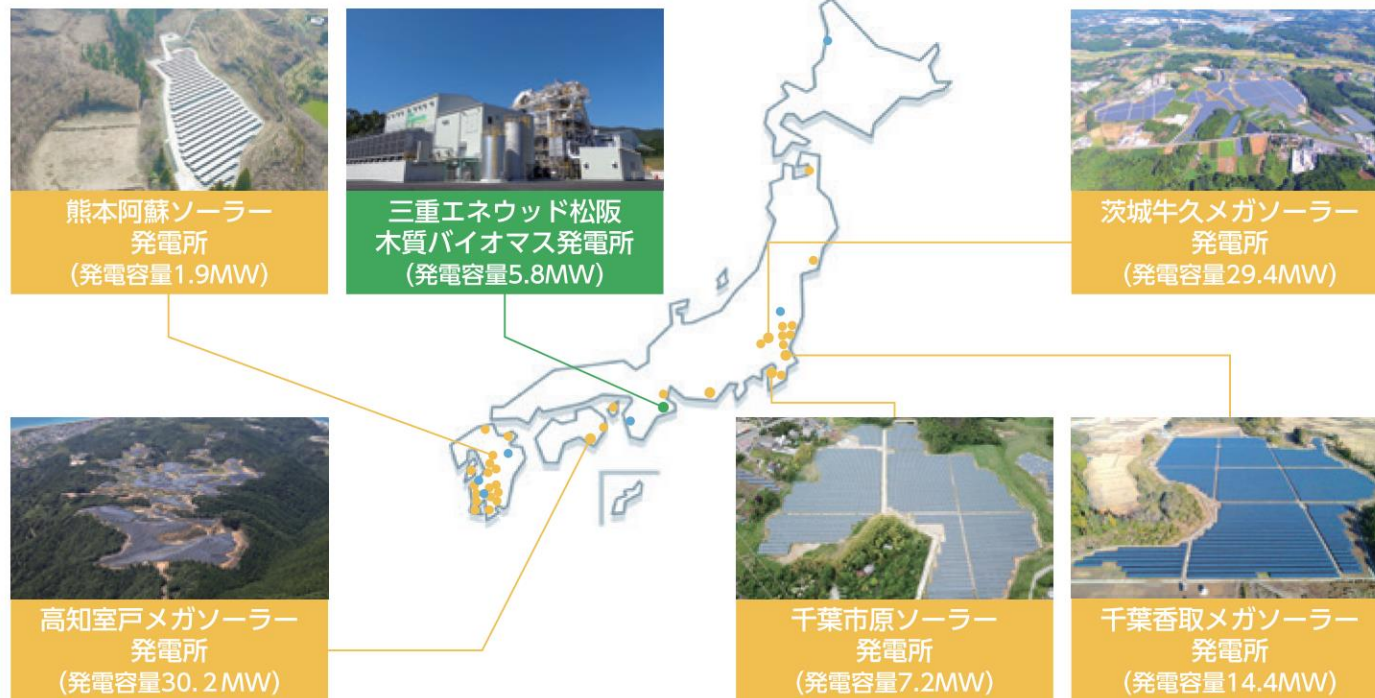 熊本阿蘇ソーラー
発電所
(発電容量1.9MW)
三重エネウッド松阪
木質バイオマス発電所
(発電容量5.8MW)
茨城牛久メガソーラー
発電所
(発電容量29.4MW)
高知室戸メガソーラー
発電所
(発電容量30.2MW)
千葉市原ソーラー
発電所
(発電容量7.2MW)
千葉香取メガソーラー
発電所
(発電容量14.4MW)